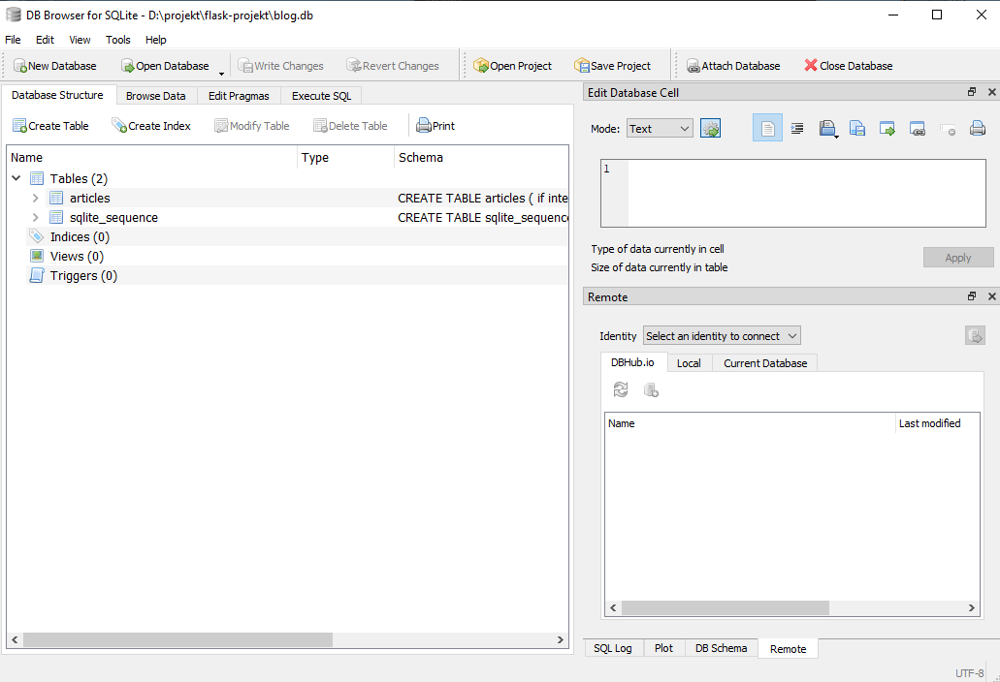 DB Browser for SQLite - D:\projekt\flask-projekt\blog.db
File Edit View Tools Help
New Database Open Database Write Changes Revert Changes Open Project Save Project Attach Database Close Database
Database Structure Browse Data Edit Pragmas Execute SQL
Create Table Create Index Modify Table Delete Table Print
Name Type Schema
Tables (2)
articles CREATE TABLE articles ( if inte
sqlite_sequence CREATE TABLE sqlite_sequence
Indices (0)
Views (0)
Triggers (0)
Edit Database Cell
Mode: Text
1
Type of data currently in cell
Size of data currently in table
Apply
Remote
Identity Select an identity to connect
DBHub.io Local Current Database
Name Last modified
SQL Log Plot DB Schema Remote
UTF-8